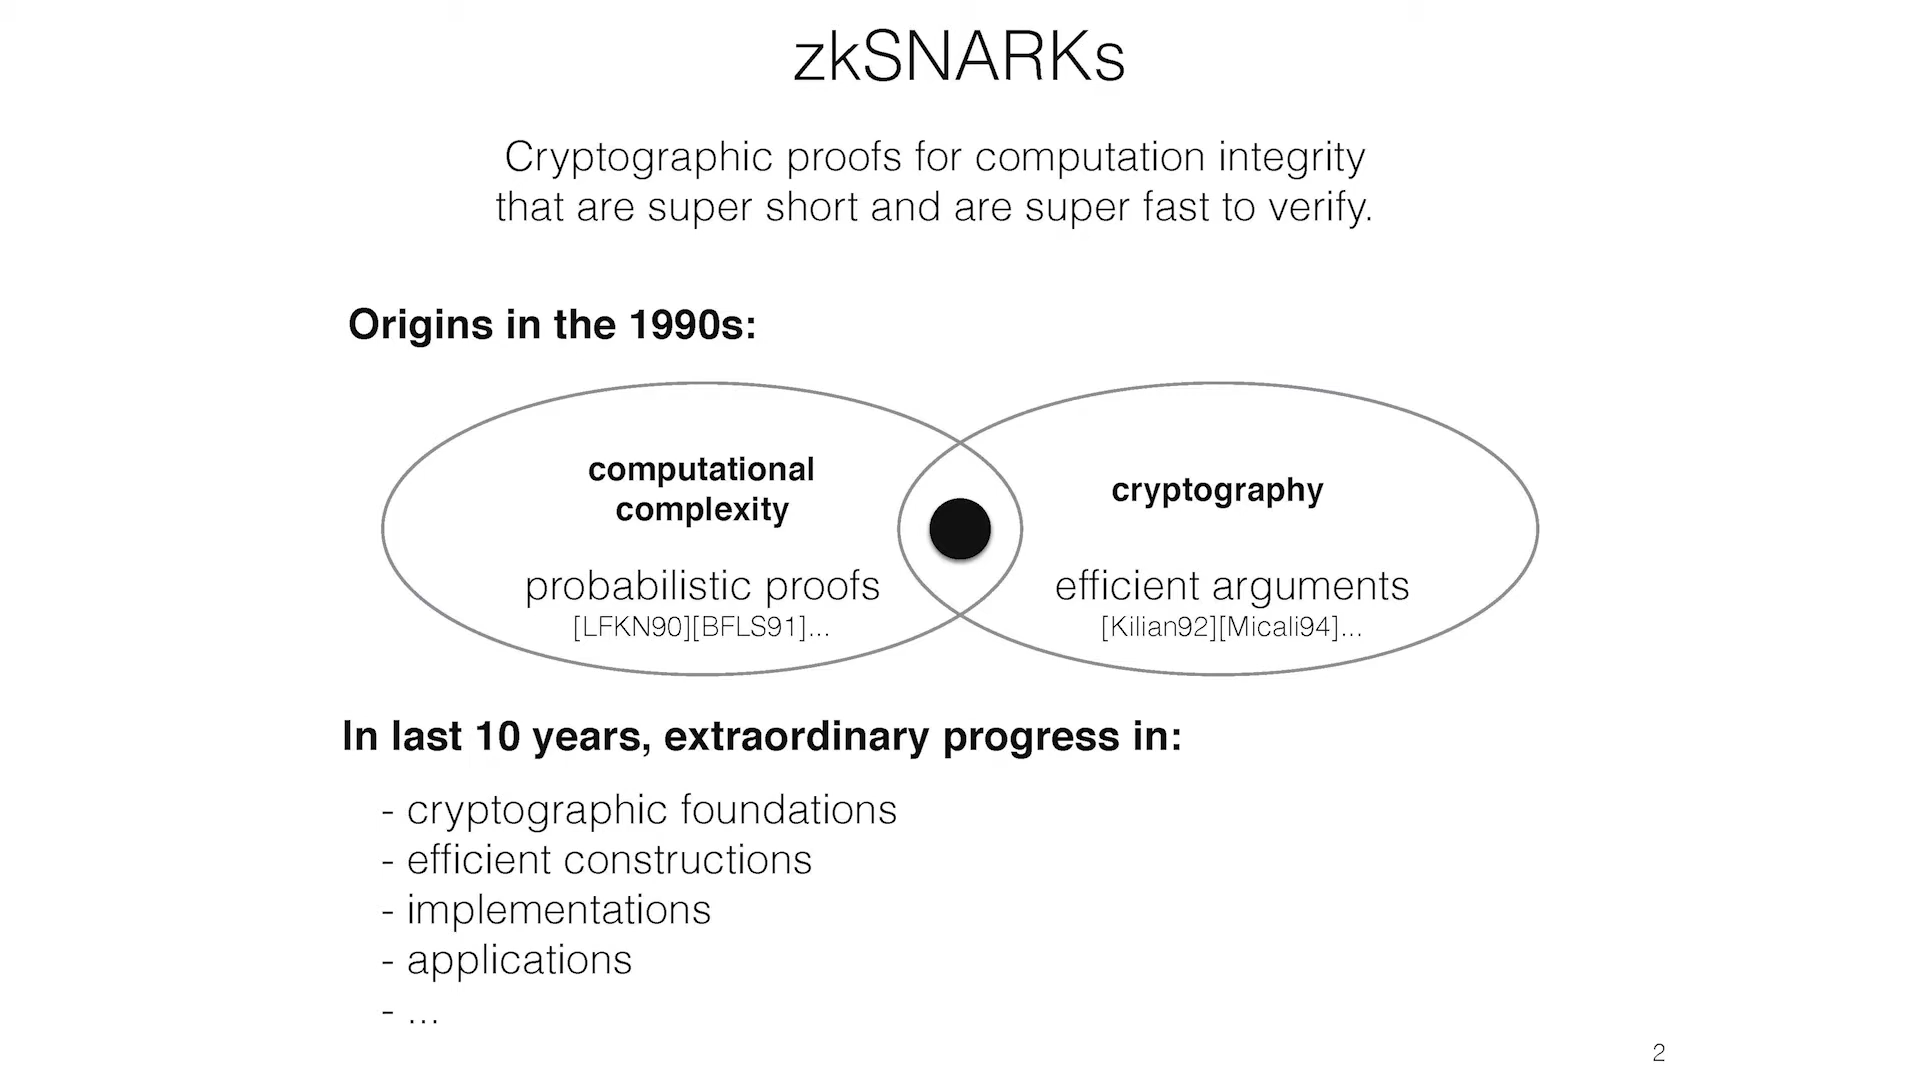 zkSNARKs
Cryptographic proofs for computation integrity
that are super short and are super fast to verify.
Origins in the 1990s:
computational
complexity
probabilistic proofs
[LFKN90][BFLS91]...
cryptography
efficient arguments
[Kilian92][Micali94]...
In last 10 years, extraordinary progress in:
- cryptographic foundations
- efficient constructions
- implementations
- applications
- ...
2